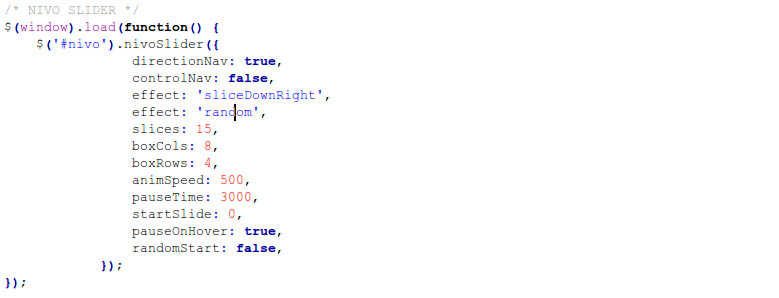 /* NIVO SLIDER */
$(window).load(function() {
    $('#nivo').nivoSlider({
                directionNav: true,
                controlNav: false,
                effect: 'sliceDownRight',
                effect: 'random',
                slices: 15,
                boxCols: 8,
                boxRows: 4,
                animSpeed: 500,
                pauseTime: 3000,
                startSlide: 0,
                pauseOnHover: true,
                randomStart: false,
            });
});